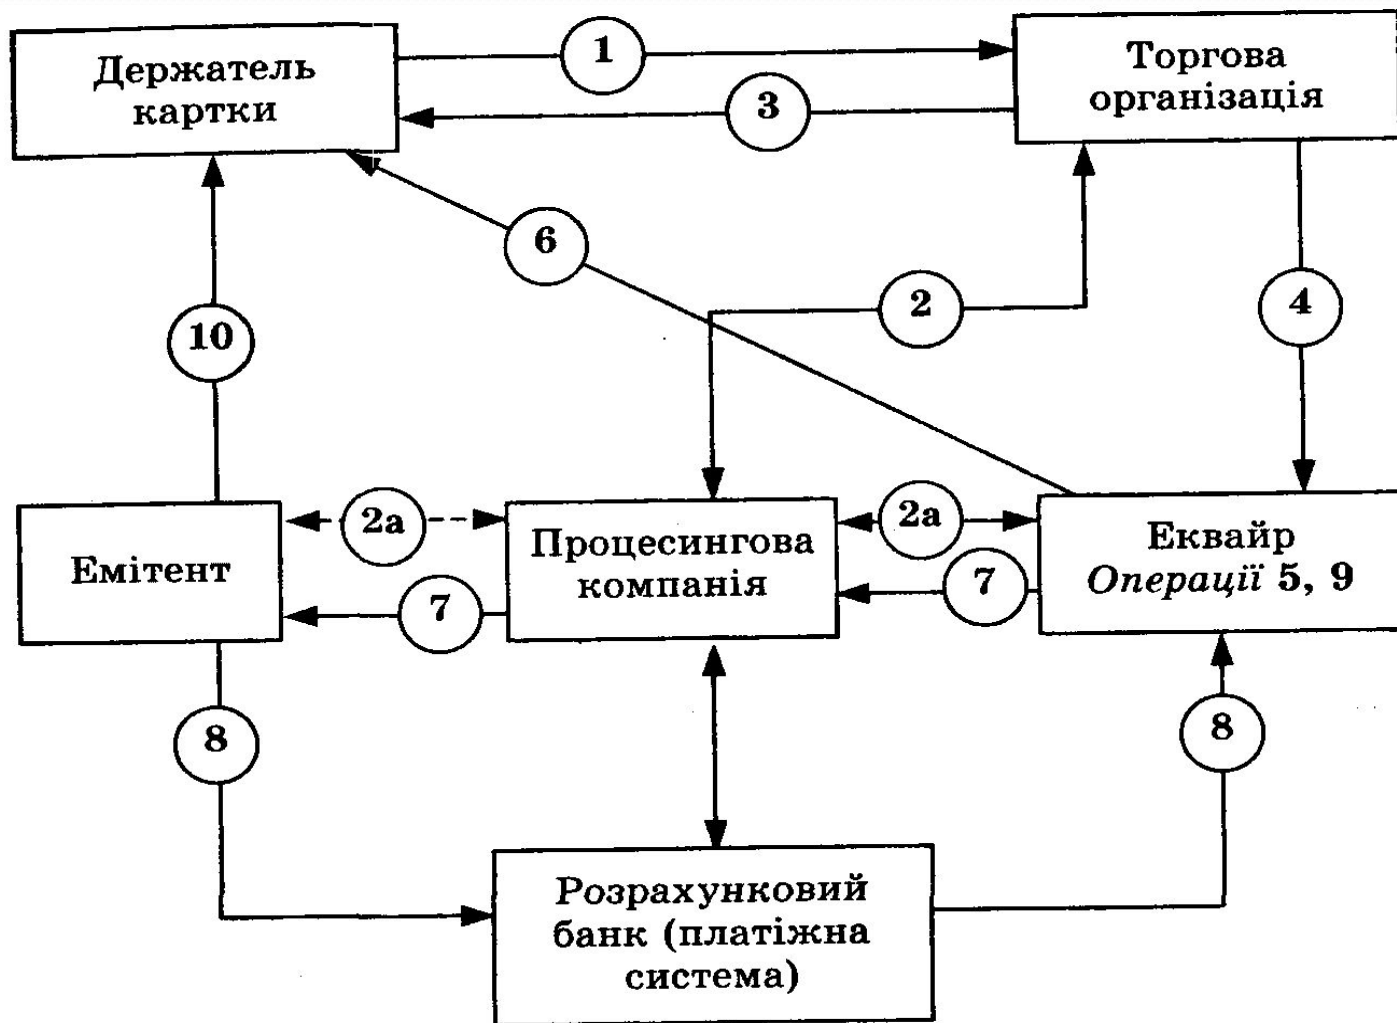 Держатель
картки
1
Торгова
організація
3
6
2
4
10
Емітент
2а
Процесингова
компанія
2а
Еквайр
Операції 5, 9
7
7
8
8
Розрахунковий
банк (платіжна
система)